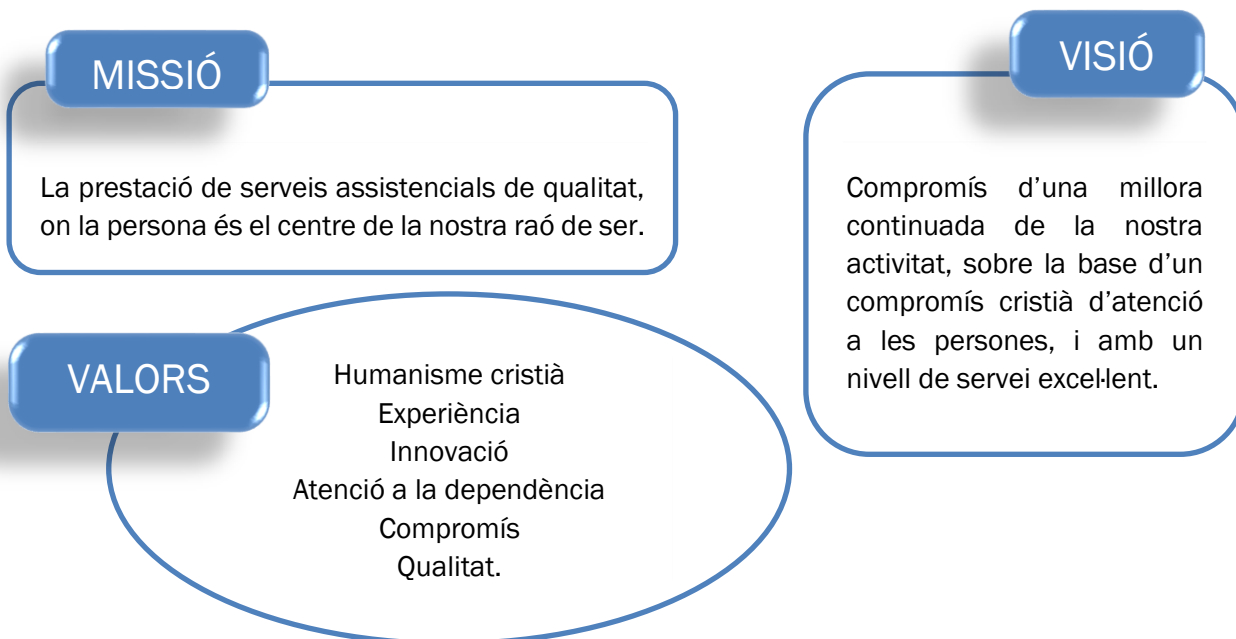 MISSIÓ
La prestació de serveis assistencials de qualitat,
on la persona és el centre de la nostra raó de ser.
VISIÓ
Compromís d’una millora
continuada de la nostra
activitat, sobre la base d’un
compromís cristià d’atenció
a les persones, i amb un
nivell de servei excel·lent.
VALORS
Humanisme cristià
Experiència
Innovació
Atenció a la dependència
Compromís
Qualitat.